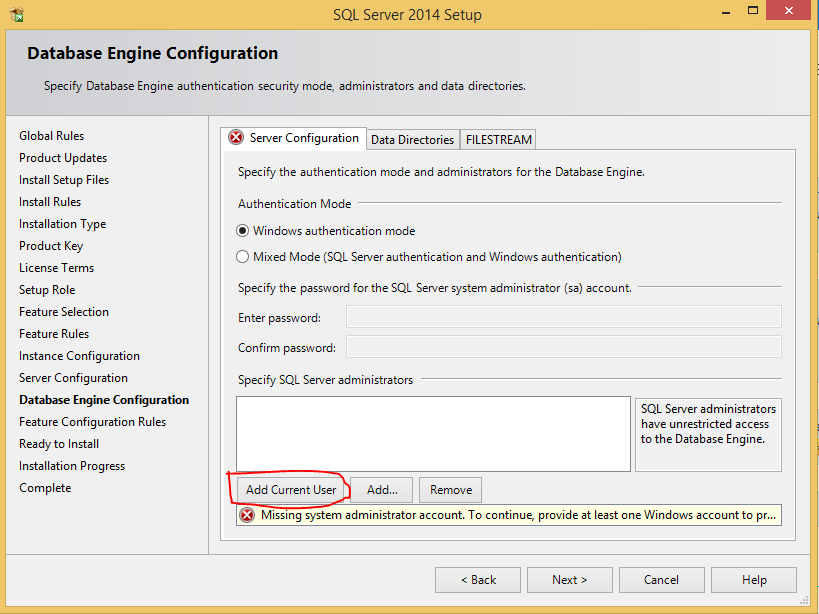 SQL Server 2014 Setup
Database Engine Configuration
Specify Database Engine authentication security mode, administrators and data directories.
Global Rules
Product Updates
Install Setup Files
Install Rules
Installation Type
Product Key
License Terms
Setup Role
Feature Selection
Feature Rules
Instance Configuration
Server Configuration
Database Engine Configuration
Feature Configuration Rules
Ready to Install
Installation Progress
Complete
Server Configuration Data Directories FILESTREAM
Specify the authentication mode and administrators for the Database Engine.
Authentication Mode
Windows authentication mode
Mixed Mode (SQL Server authentication and Windows authentication)
Specify the password for the SQL Server system administrator (sa) account.
Enter password:
Confirm password:
Specify SQL Server administrators
SQL Server administrators
have unrestricted access
to the Database Engine.
Add Current User Add... Remove
Missing system administrator account. To continue, provide at least one Windows account to pr...
< Back Next > Cancel Help